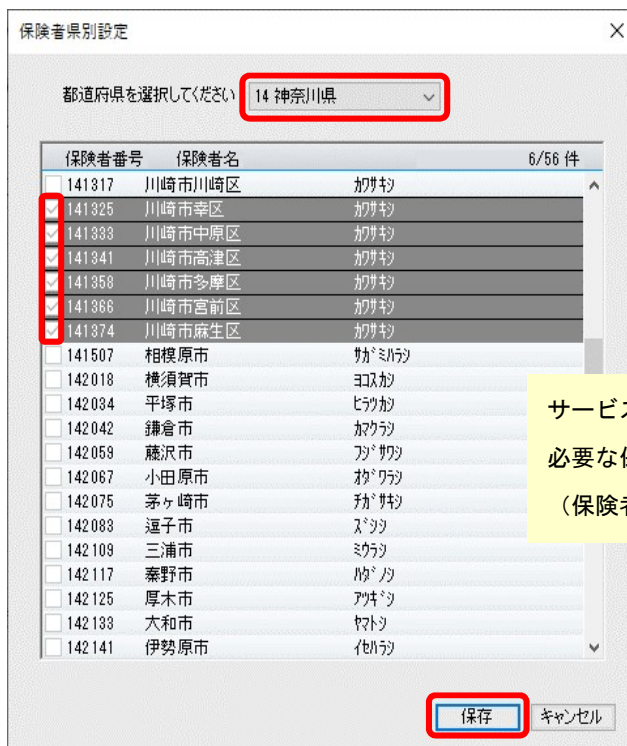 保険者県別設定
都道府県を選択してください 14 神奈川県
保険者番号 保険者名 6/56 件
141317 川崎市川崎区 ｶﾜｻｷｼ
141325 川崎市幸区 ｶﾜｻｷｼ
141333 川崎市中原区 ｶﾜｻｷｼ
141341 川崎市高津区 ｶﾜｻｷｼ
141358 川崎市多摩区 ｶﾜｻｷｼ
141366 川崎市宮前区 ｶﾜｻｷｼ
141374 川崎市麻生区 ｶﾜｻｷｼ
141507 相模原市 ｻｶﾞﾐﾊﾗｼ
142018 横須賀市 ﾖｺｽｶｼ
142034 平塚市 ﾋﾗﾂｶｼ
142042 鎌倉市 ｶﾏｸﾗｼ
142059 藤沢市 ﾌｼﾞｻﾜｼ
142067 小田原市 ｵﾀﾞﾜﾗｼ
142075 茅ヶ崎市 ﾁｶﾞｻｷｼ
142083 逗子市 ｽﾞｼｼ
142109 三浦市 ﾐｳﾗｼ
142117 秦野市 ﾊﾀﾞﾉｼ
142125 厚木市 ｱﾂｷﾞｼ
142133 大和市 ﾔﾏﾄｼ
142141 伊勢原市 ｲｾﾊﾗｼ
サービス
必要な保
（保険者
保存 キャンセル